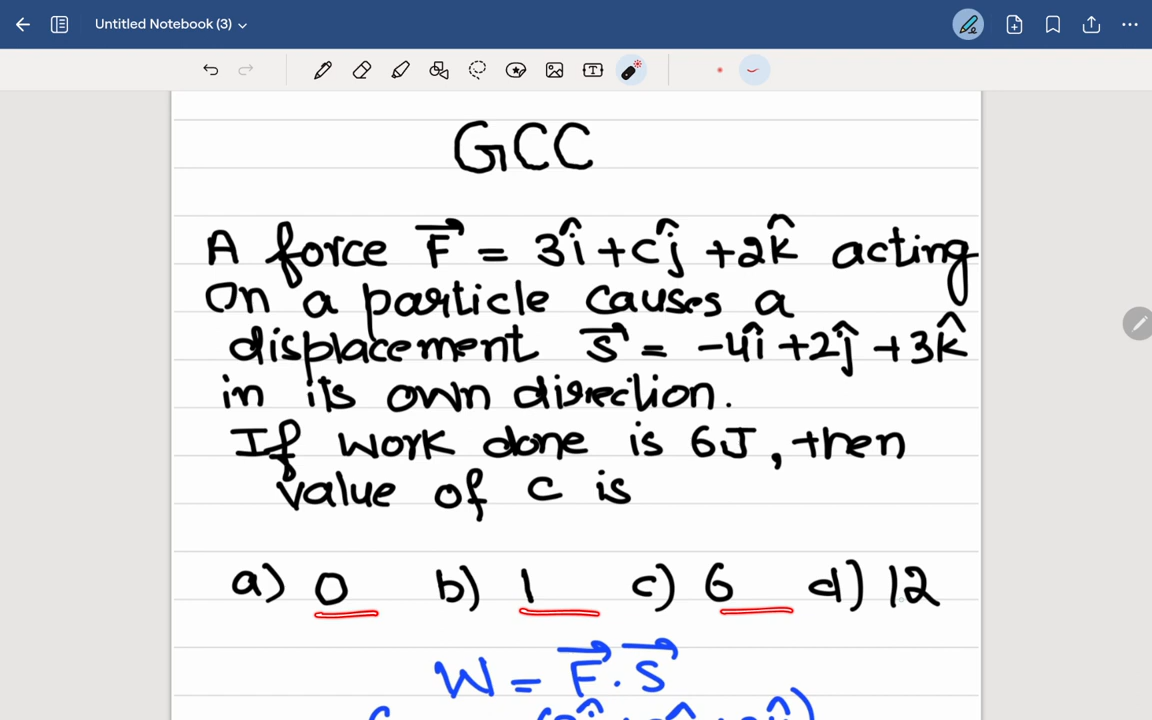 Untitled Notebook (3)
GCC
A force F⃗ = 3î + cĵ + 2k̂ acting
on a particle causes a
displacement S⃗ = -4î + 2ĵ + 3k̂
in its own direction.
If work done is 6J, then
value of c is
a) 0 b) 1 c) 6 d) 12
W = F⃗ . S⃗